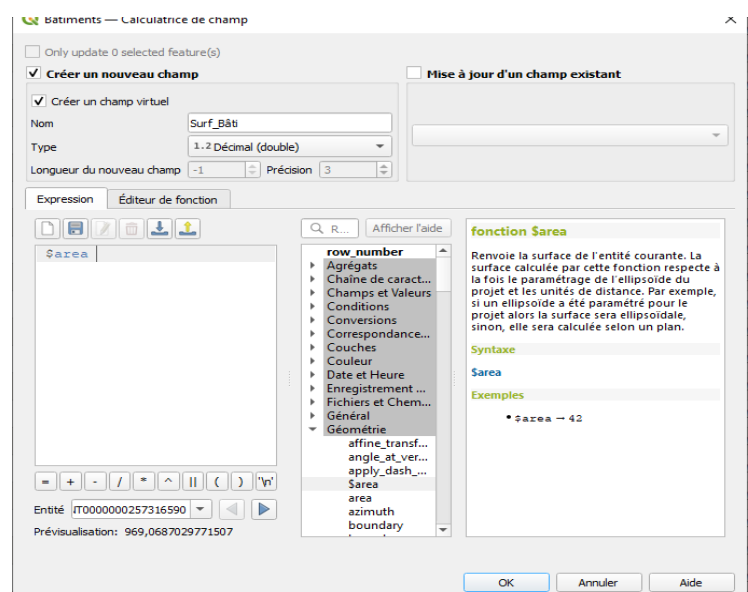 Bâtiments — Calculatrice de champ
Only update 0 selected feature(s)
Créer un nouveau champ
Mise à jour d'un champ existant
Créer un champ virtuel
Nom
Surf_Bâti
Type
1.2 Décimal (double)
Longueur du nouveau champ
-1
Précision
3
Expression
Éditeur de fonction
$area
= + - / * ^ || ( ) '\n'
Entité
IT0000000257316590
Prévisualisation: 969,0687029771507
R...
Afficher l'aide
row_number
Agrégats
Chaîne de caract...
Champs et Valeurs
Conditions
Conversions
Correspondance...
Couches
Couleur
Date et Heure
Enregistrement ...
Fichiers et Chem...
Général
Géométrie
affine_transf...
angle_at_ver...
apply_dash_...
$area
area
azimuth
boundary
fonction $area
Renvoie la surface de l'entité courante. La
surface calculée par cette fonction respecte à
la fois le paramétrage de l'ellipsoïde du
projet et les unités de distance. Par exemple,
si un ellipsoïde a été paramétré pour le
projet alors la surface sera ellipsoïdale,
sinon, elle sera calculée selon un plan.
Syntaxe
$area
Exemples
• $area → 42
OK
Annuler
Aide